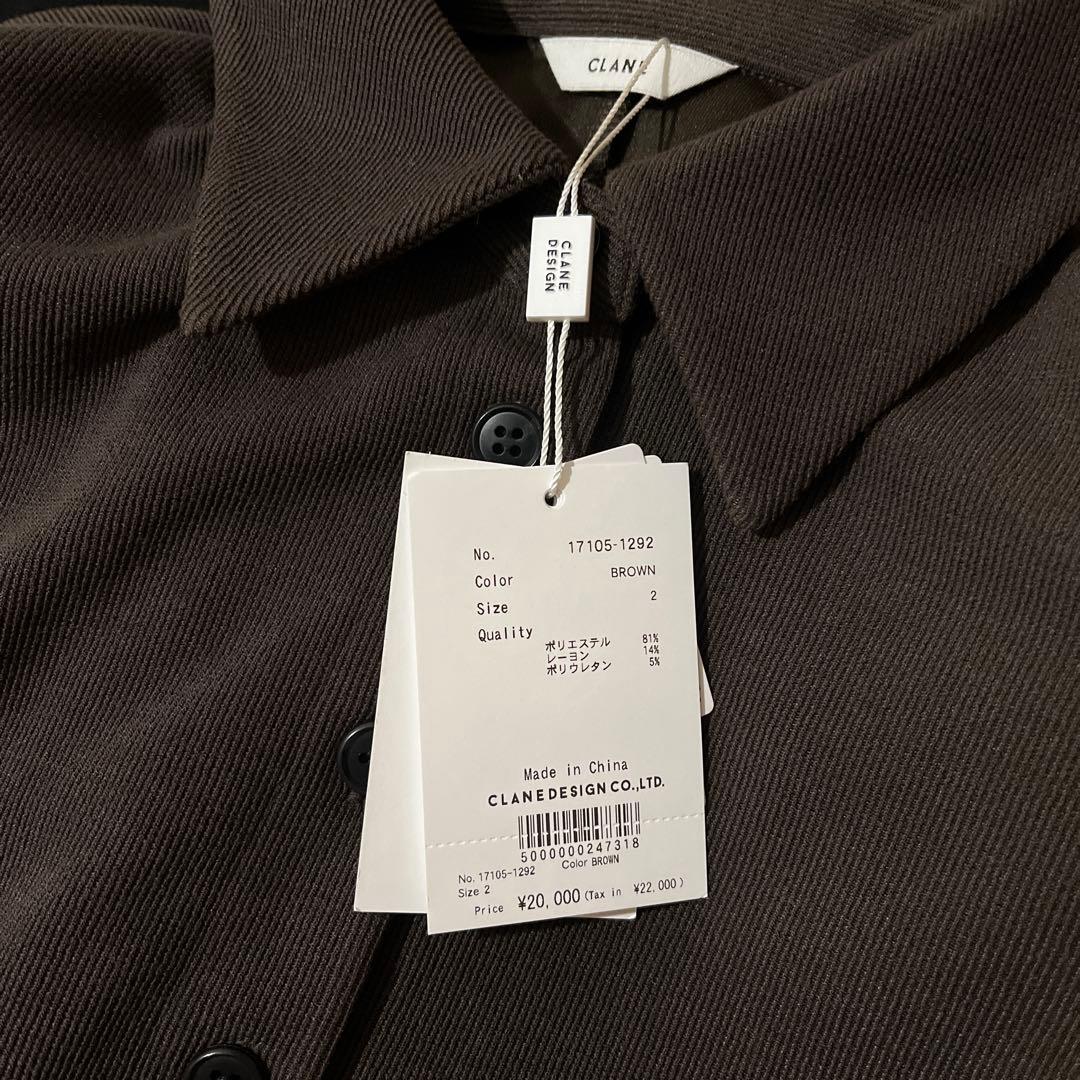 CLANE
CLANE
DESIGN
No. 17105-1292
Color BROWN
Size 2
Quality
ポリエステル 81%
レーヨン 14%
ポリウレタン 5%
Made in China
CLANEDESIGN CO.,LTD.
5000000247318
No. 17105-1292 Color BROWN
Size 2
Price ¥20,000 (Tax in ¥22,000)